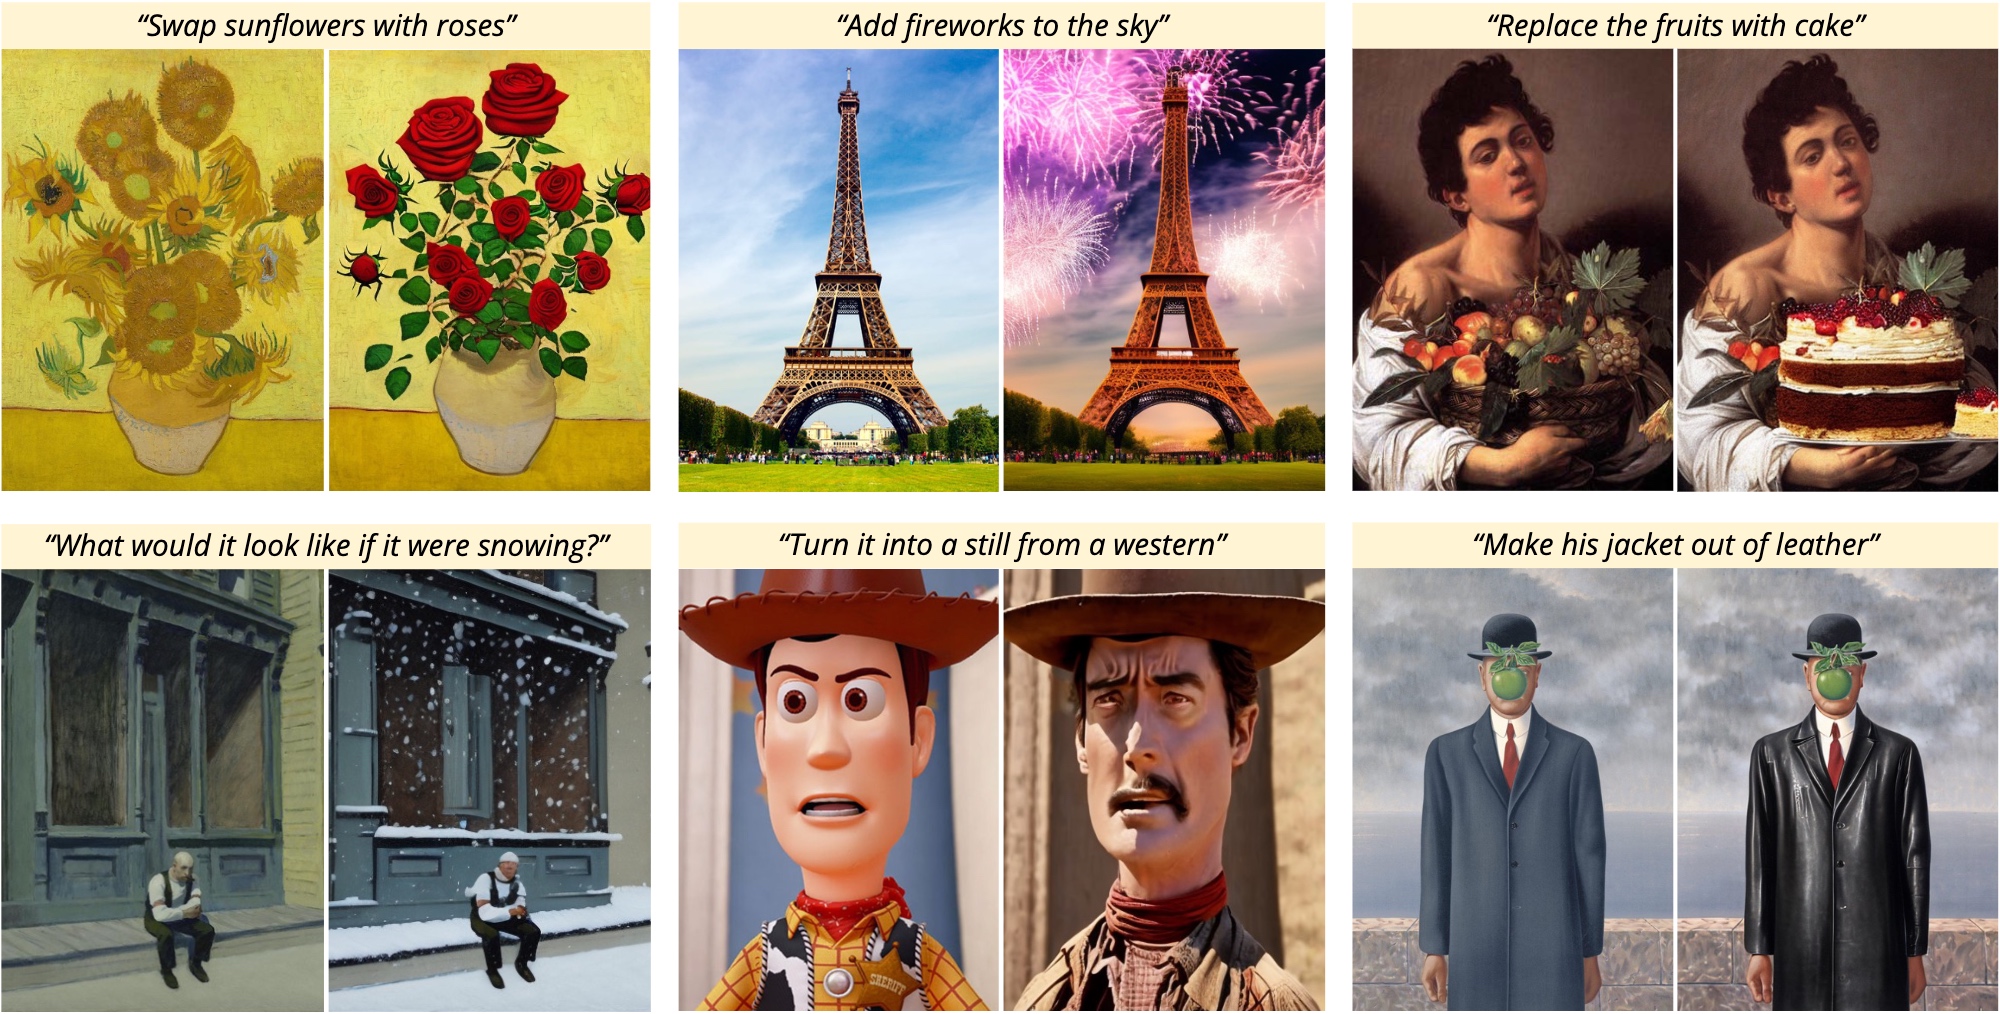 “Swap sunflowers with roses”
“Add fireworks to the sky”
“Replace the fruits with cake”
“What would it look like if it were snowing?”
“Turn it into a still from a western”
“Make his jacket out of leather”
SHERIFF